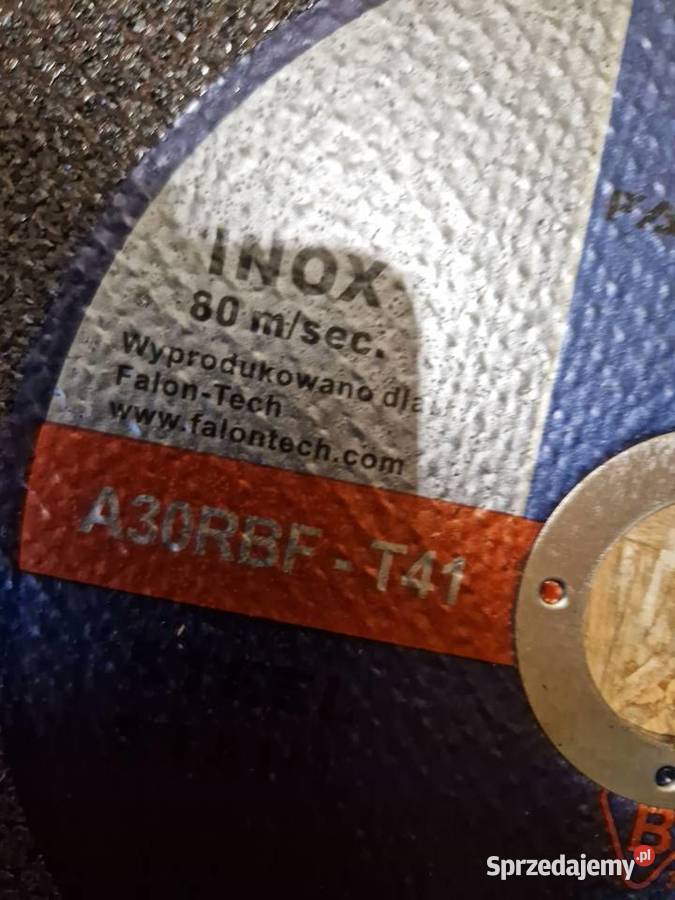 INOX
80 m/sec.
Wyprodukowano dla:
Falon-Tech
www.falontech.com
A30RBF - T41
Sprzedajemy.pl